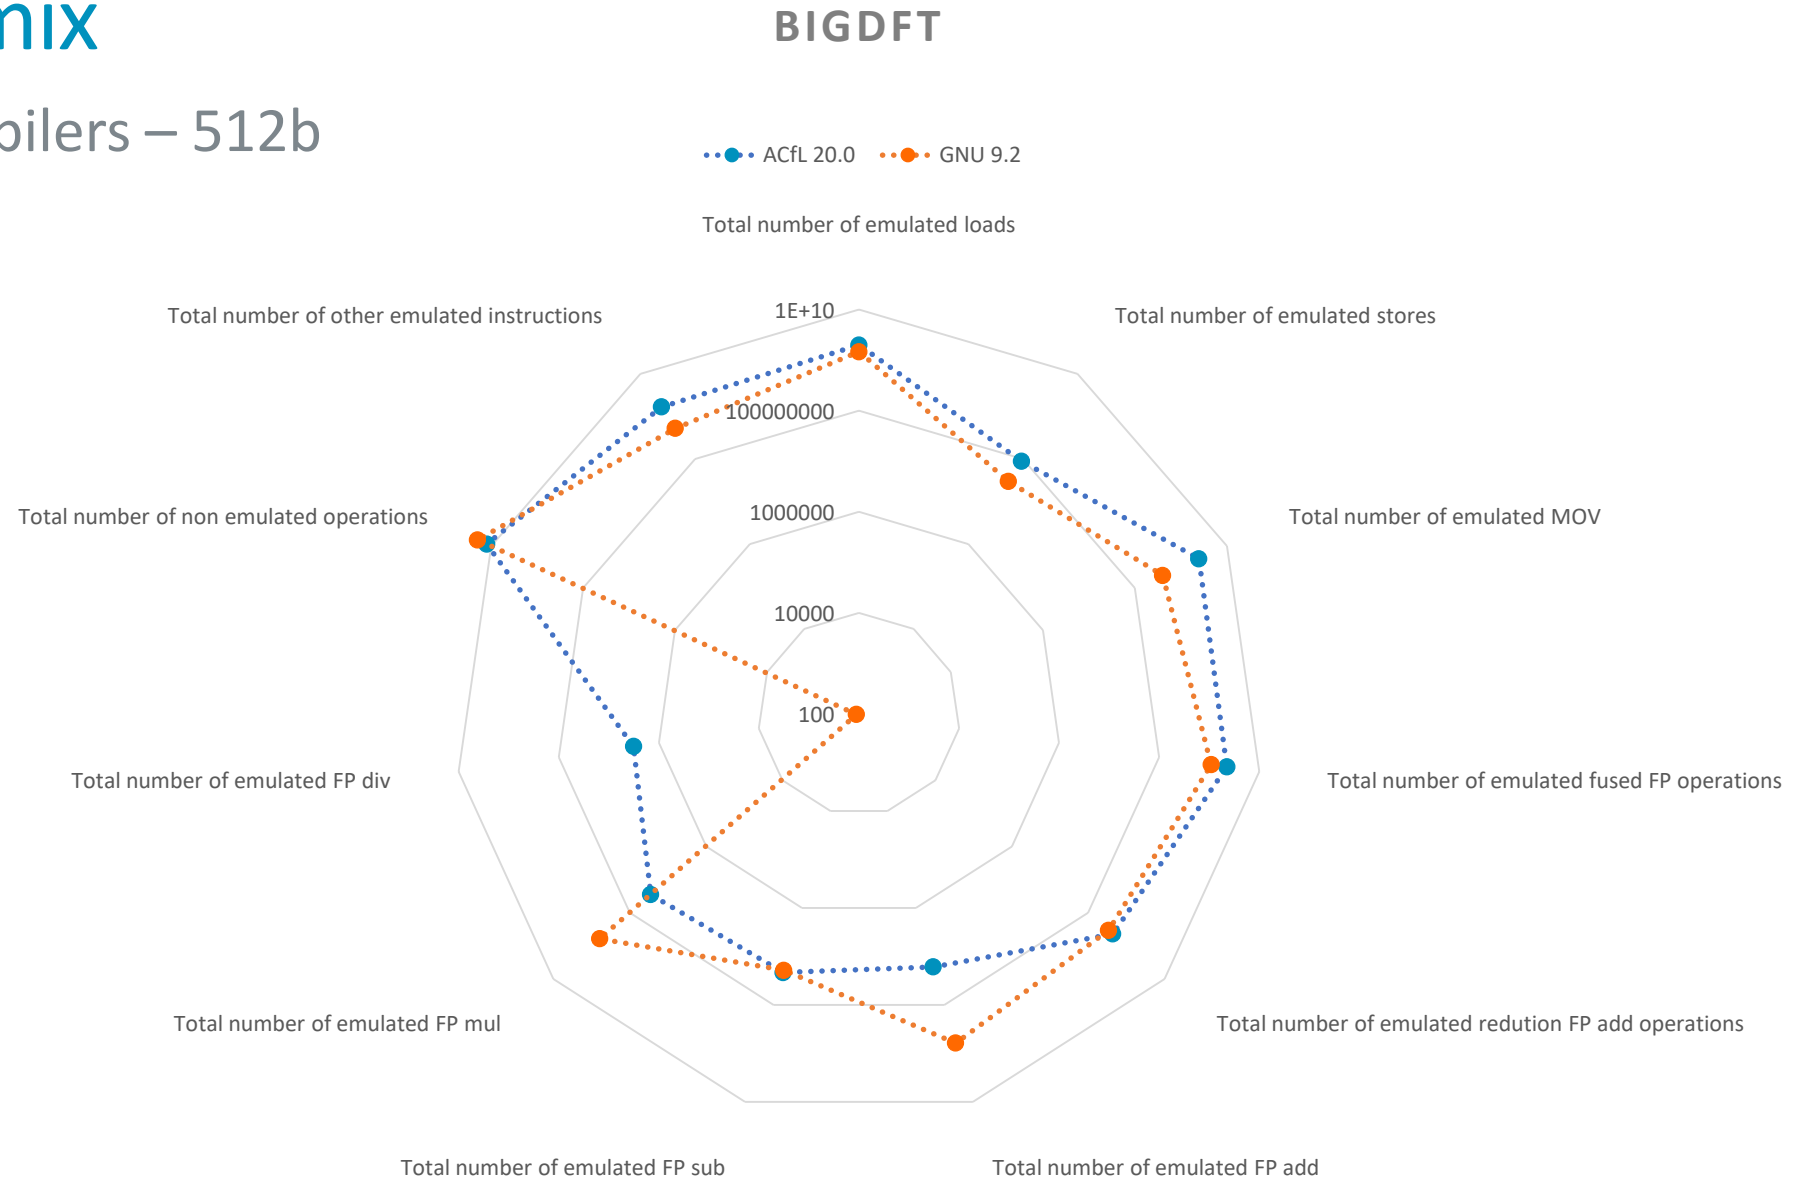 mix
BIGDFT
pilers – 512b
ACfL 20.0
GNU 9.2
Total number of emulated loads
Total number of other emulated instructions
1E+10
Total number of emulated stores
100000000
Total number of non emulated operations
1000000
Total number of emulated MOV
10000
100
Total number of emulated FP div
Total number of emulated fused FP operations
Total number of emulated FP mul
Total number of emulated redution FP add operations
Total number of emulated FP sub
Total number of emulated FP add